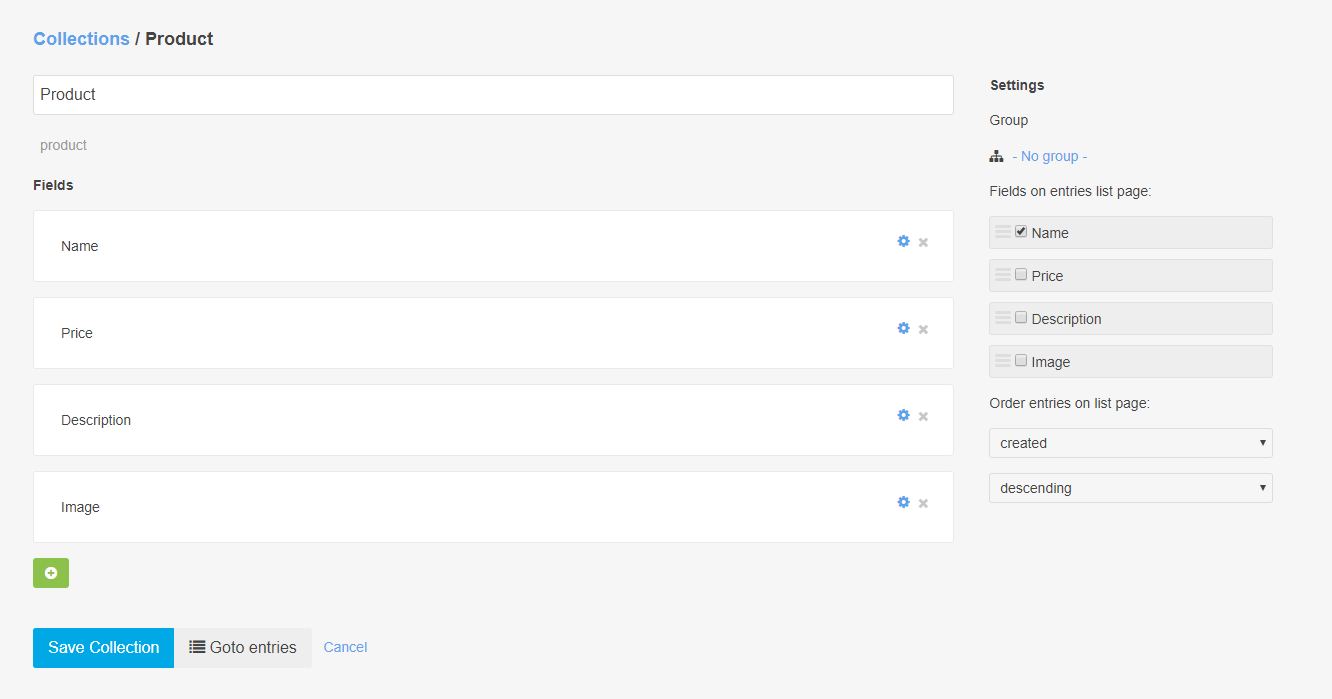 Collections / Product
Product
product
Fields
Name
Price
Description
Image
Save Collection
Goto entries
Cancel
Settings
Group
- No group -
Fields on entries list page:
Name
Price
Description
Image
Order entries on list page:
created
descending